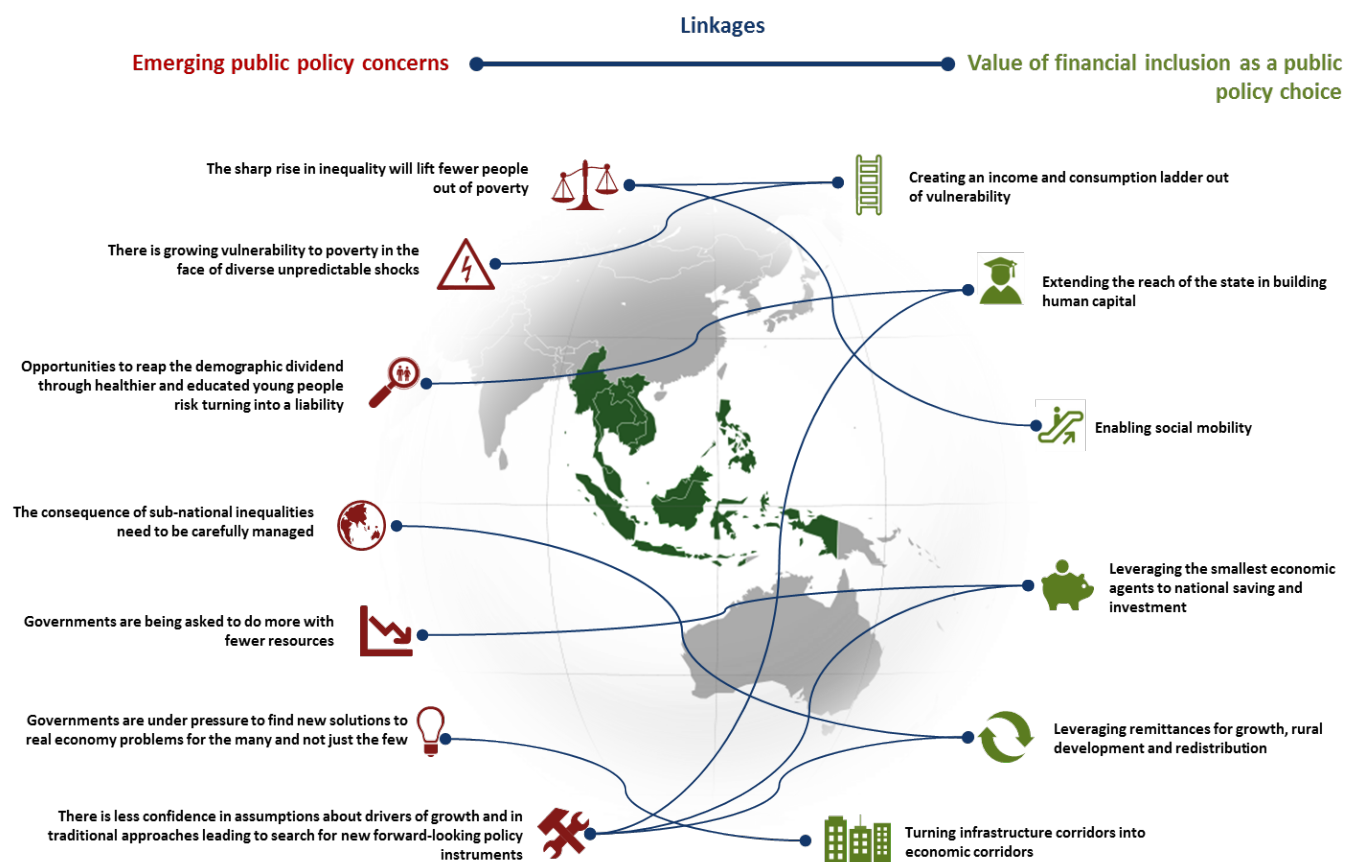 Linkages
Emerging public policy concerns
Value of financial inclusion as a public
policy choice
The sharp rise in inequality will lift fewer people
out of poverty
Creating an income and consumption ladder out
of vulnerability
There is growing vulnerability to poverty in the
face of diverse unpredictable shocks
Extending the reach of the state in building
human capital
Opportunities to reap the demographic dividend
through healthier and educated young people
risk turning into a liability
Enabling social mobility
The consequence of sub-national inequalities
need to be carefully managed
Leveraging the smallest economic
agents to national saving and
investment
Governments are being asked to do more with
fewer resources
Governments are under pressure to find new solutions to
real economy problems for the many and not just the few
Leveraging remittances for growth, rural
development and redistribution
There is less confidence in assumptions about drivers of growth and in
traditional approaches leading to search for new forward-looking policy
instruments
Turning infrastructure corridors into
economic corridors